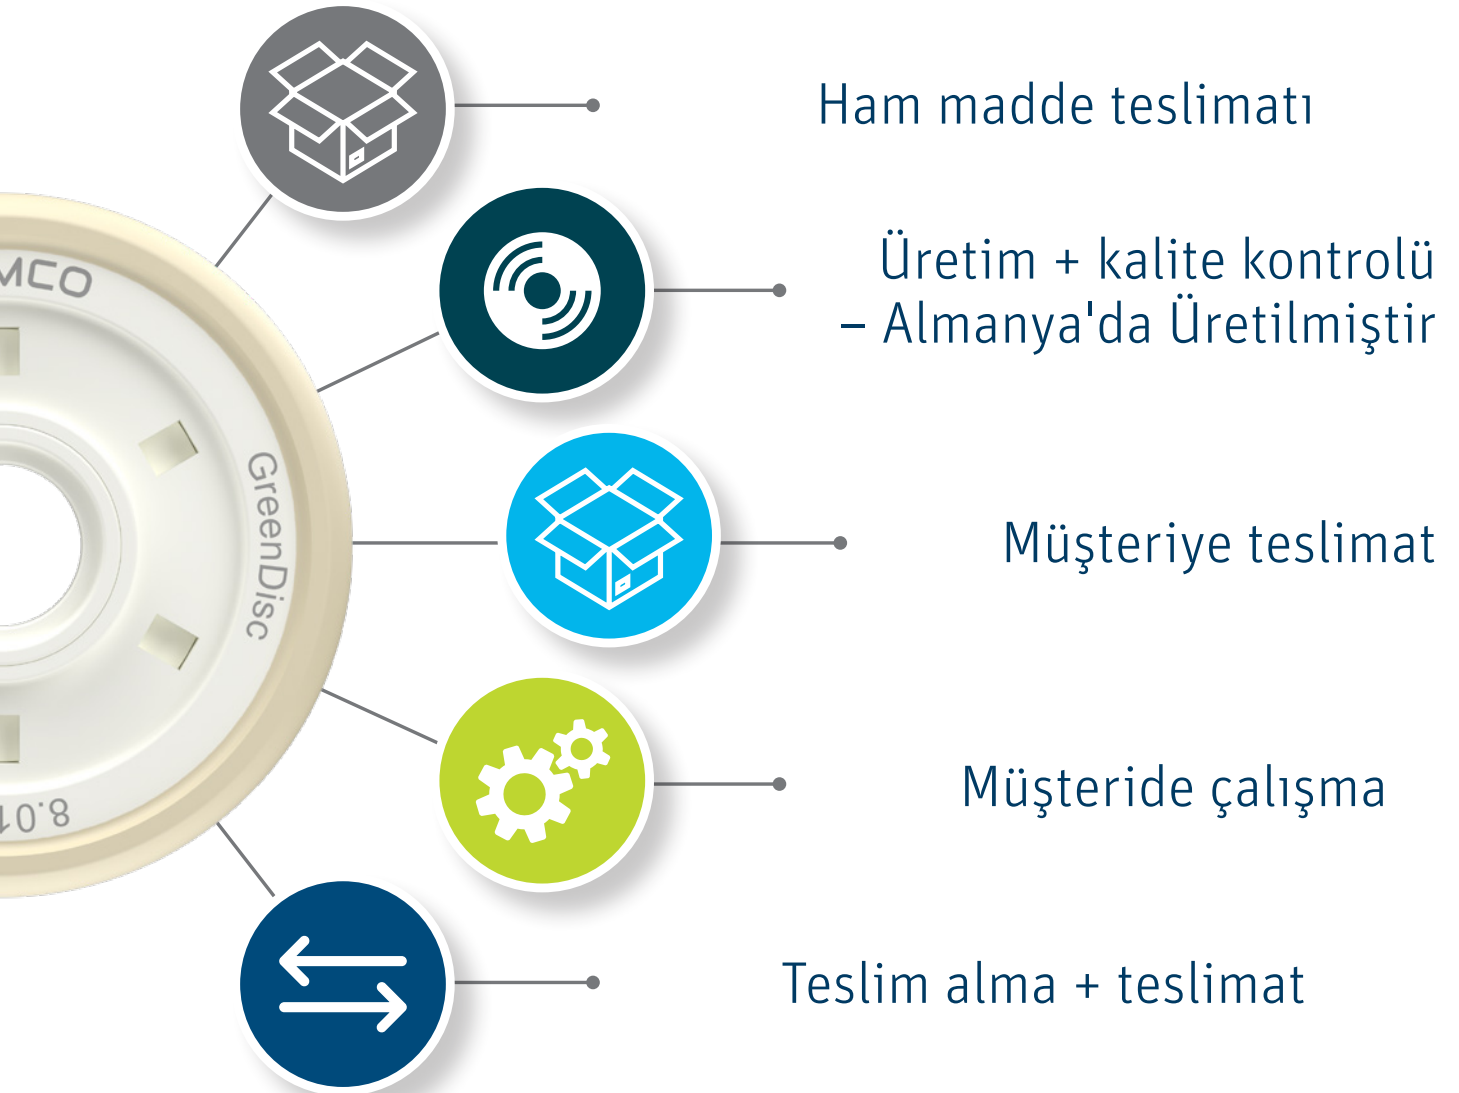 Ham madde teslimatı
MCO
Üretim + kalite kontrolü
– Almanya'da Üretilmiştir
GreenDisc
Müşteriye teslimat
Müşteride çalışma
8.01
Teslim alma + teslimat